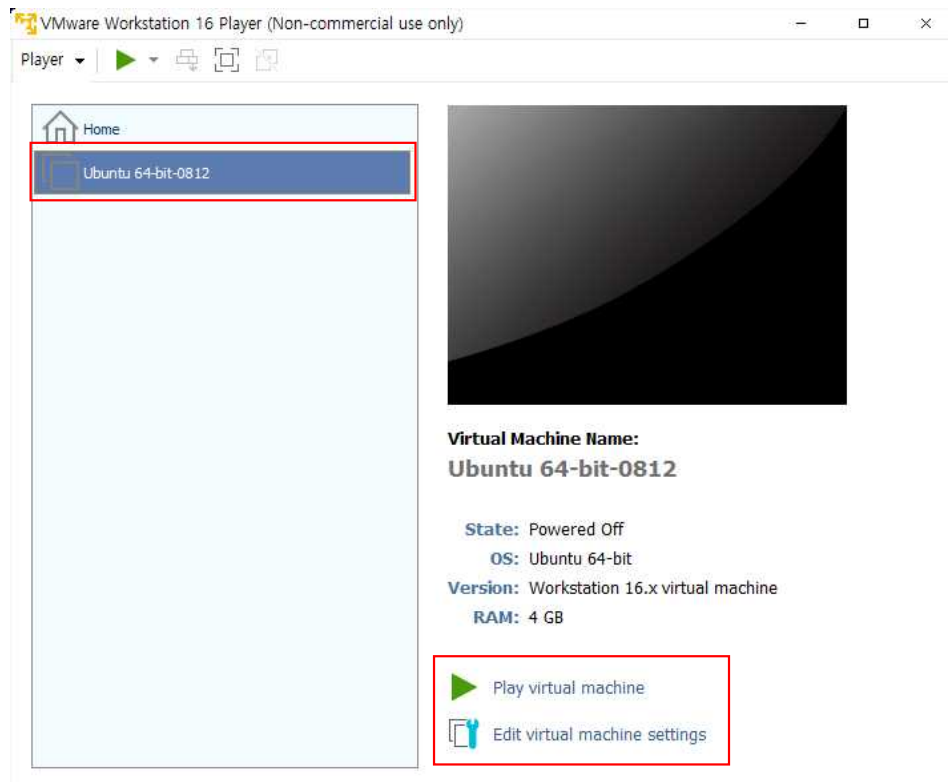 VMware Workstation 16 Player (Non-commercial use only)
Player
Home
Ubuntu 64-bit-0812
Virtual Machine Name:
Ubuntu 64-bit-0812
State: Powered Off
OS: Ubuntu 64-bit
Version: Workstation 16.x virtual machine
RAM: 4 GB
Play virtual machine
Edit virtual machine settings